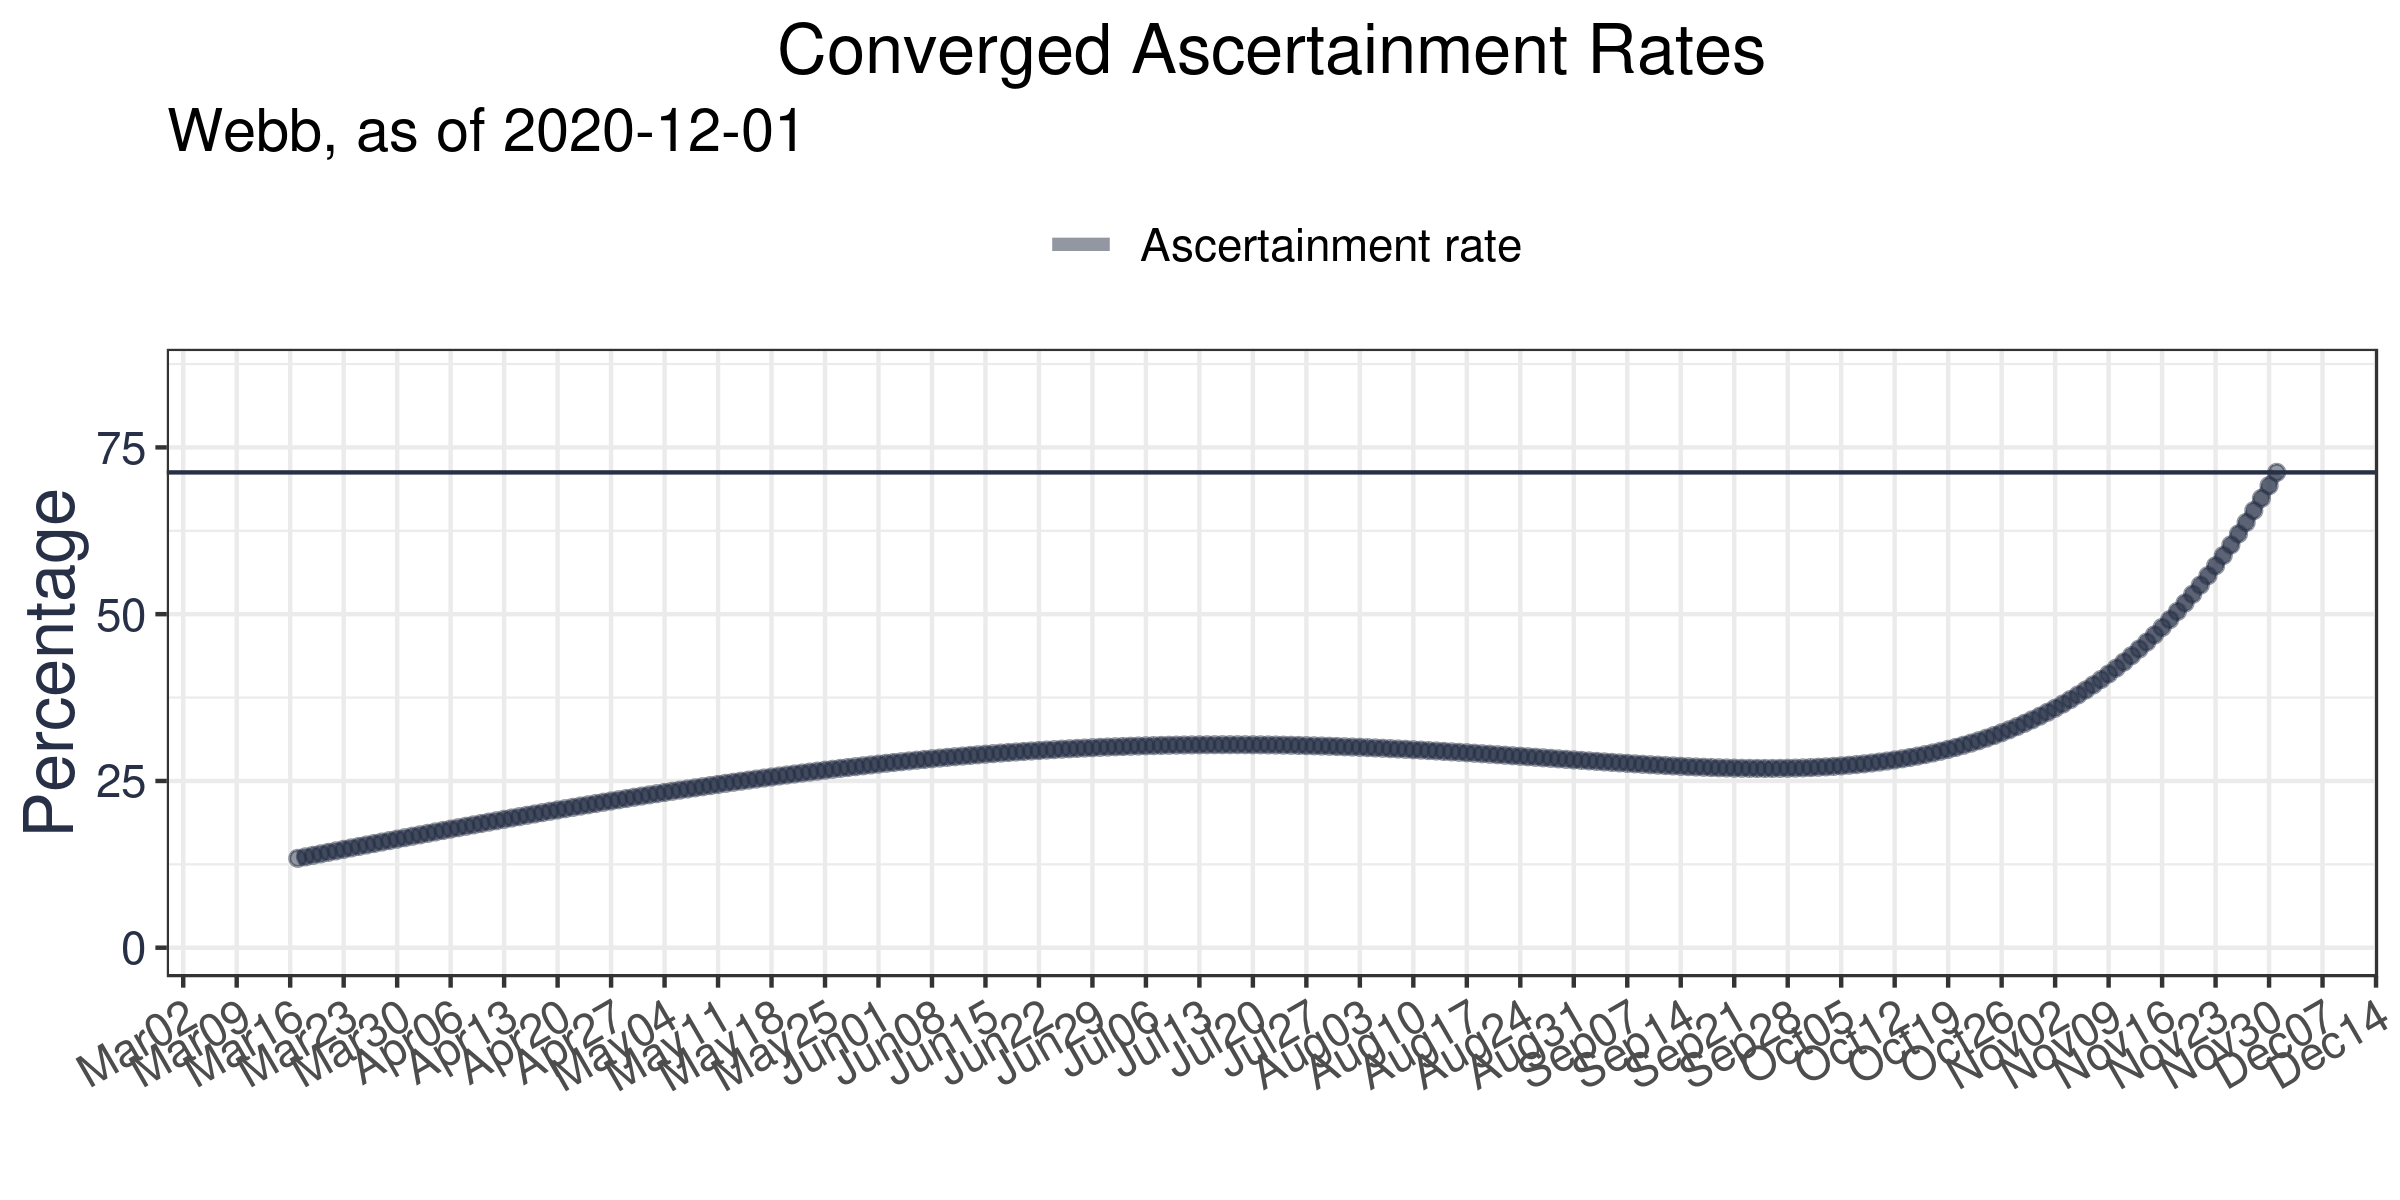 Converged Ascertainment Rates
Webb, as of 2020-12-01
Ascertainment rate
Percentage
75
50
25
0
Mar02 Mar09 Mar16 Mar23 Mar30 Apr06 Apr13 Apr20 Apr27 May04 May11 May18 May25 Jun01 Jun08 Jun15 Jun22 Jun29 Jul06 Jul13 Jul20 Jul27 Aug03 Aug10 Aug17 Aug24 Aug31 Sep07 Sep14 Sep21 Sep28 Oct05 Oct12 Oct19 Oct26 Nov02 Nov09 Nov16 Nov23 Nov30 Dec07 Dec14